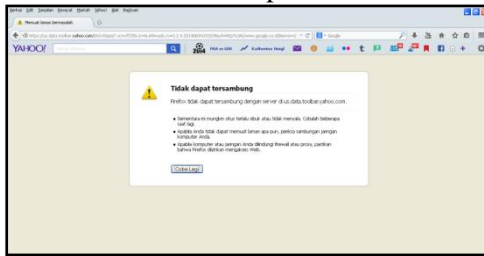 Memuat laman bermasalah
YAHOO!
2014
Tidak dapat tersambung
Firefox tidak dapat tersambung dengan server di us.data.toolbar.yahoo.com.
Sementara ini mungkin situs terlalu sibuk atau tidak menyala. Cobalah beberapa
saat lagi.
Apabila Anda tidak dapat memuat laman apa pun, periksa sambungan jaringan
komputer Anda.
Apabila komputer atau jaringan Anda dilindungi firewall atau proxy, pastikan
bahwa Firefox diizinkan mengakses Web.
Coba Lagi